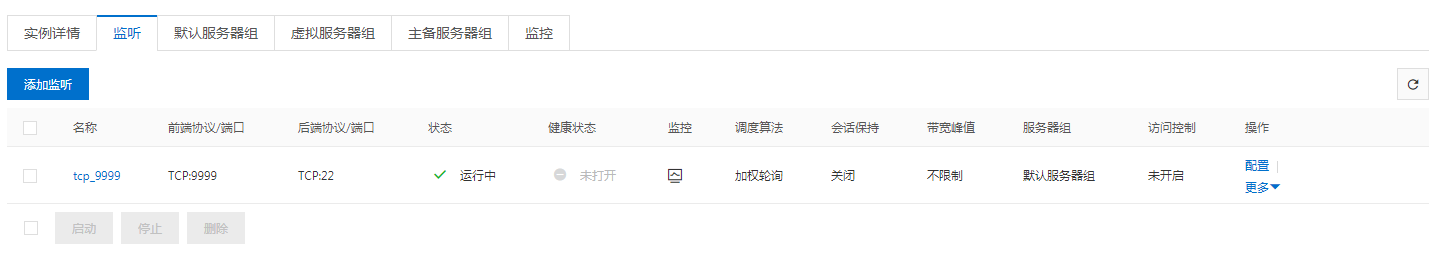 实例详情 监听 默认服务器组 虚拟服务器组 主备服务器组 监控
添加监听
名称 前端协议/端口 后端协议/端口 状态 健康状态 监控 调度算法 会话保持 带宽峰值 服务器组 访问控制 操作
tcp_9999 TCP:9999 TCP:22 运行中 未打开 加权轮询 关闭 不限制 默认服务器组 未开启 配置
更多
启动 停止 删除